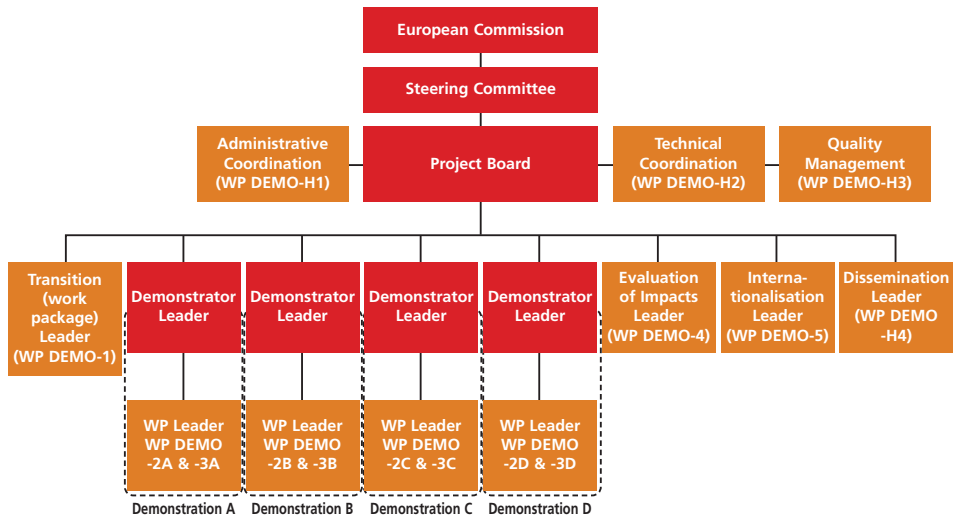 European Commission
Steering Committee
Administrative
Coordination
(WP DEMO-H1)
Project Board
Technical
Coordination
(WP DEMO-H2)
Quality
Management
(WP DEMO-H3)
Transition
(work
package)
Leader
(WP DEMO-1)
Demonstrator
Leader
Demonstrator
Leader
Demonstrator
Leader
Demonstrator
Leader
Evaluation
of Impacts
Leader
(WP DEMO-4)
Interna-
tionalisation
Leader
(WP DEMO-5)
Dissemination
Leader
(WP DEMO
-H4)
WP Leader
WP DEMO
-2A & -3A
WP Leader
WP DEMO
-2B & -3B
WP Leader
WP DEMO
-2C & -3C
WP Leader
WP DEMO
-2D & -3D
Demonstration A
Demonstration B
Demonstration C
Demonstration D